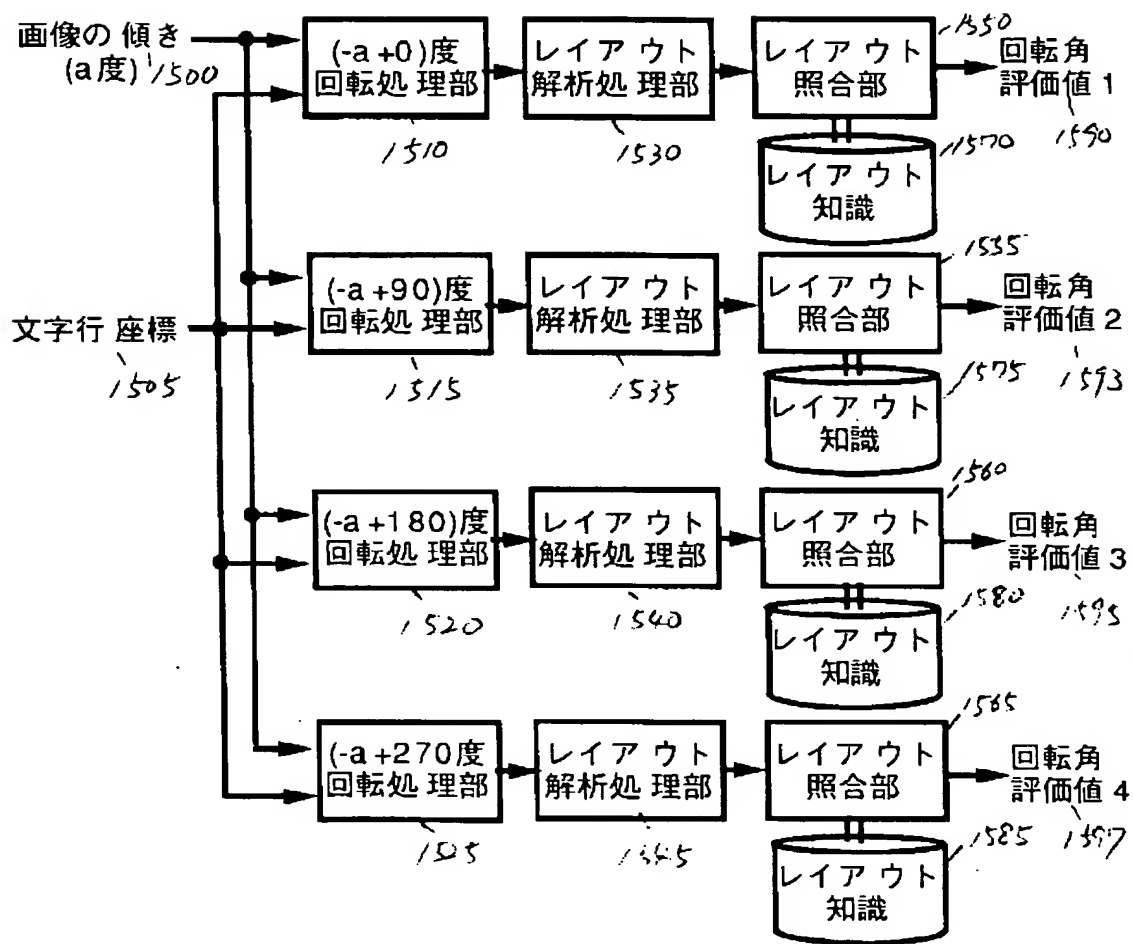 画像の傾き
(a度)
1500
(-a+0)度
回転処理部
1510
レイアウト
解析処理部
1530
レイアウト
照合部
1550
レイアウト
知識
1570
回転角
評価値1
1590
文字行座標
1505
(-a+90)度
回転処理部
1515
レイアウト
解析処理部
1535
レイアウト
照合部
1555
レイアウト
知識
1575
回転角
評価値2
1593
(-a+180)度
回転処理部
1520
レイアウト
解析処理部
1540
レイアウト
照合部
1560
レイアウト
知識
1580
回転角
評価値3
1595
(-a+270度
回転処理部
1525
レイアウト
解析処理部
1545
レイアウト
照合部
1565
レイアウト
知識
1585
回転角
評価値4
1597